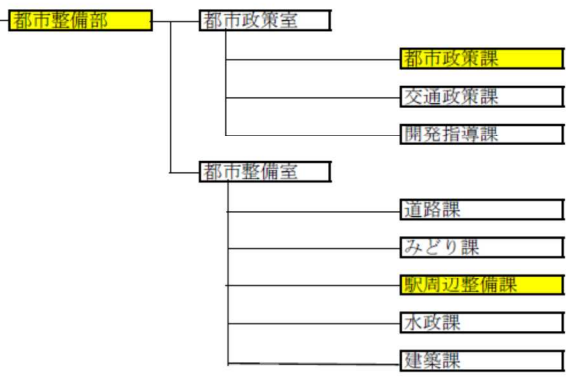 都市整備部
都市政策室
都市政策課
交通政策課
開発指導課
都市整備室
道路課
みどり課
駅周辺整備課
水政課
建築課